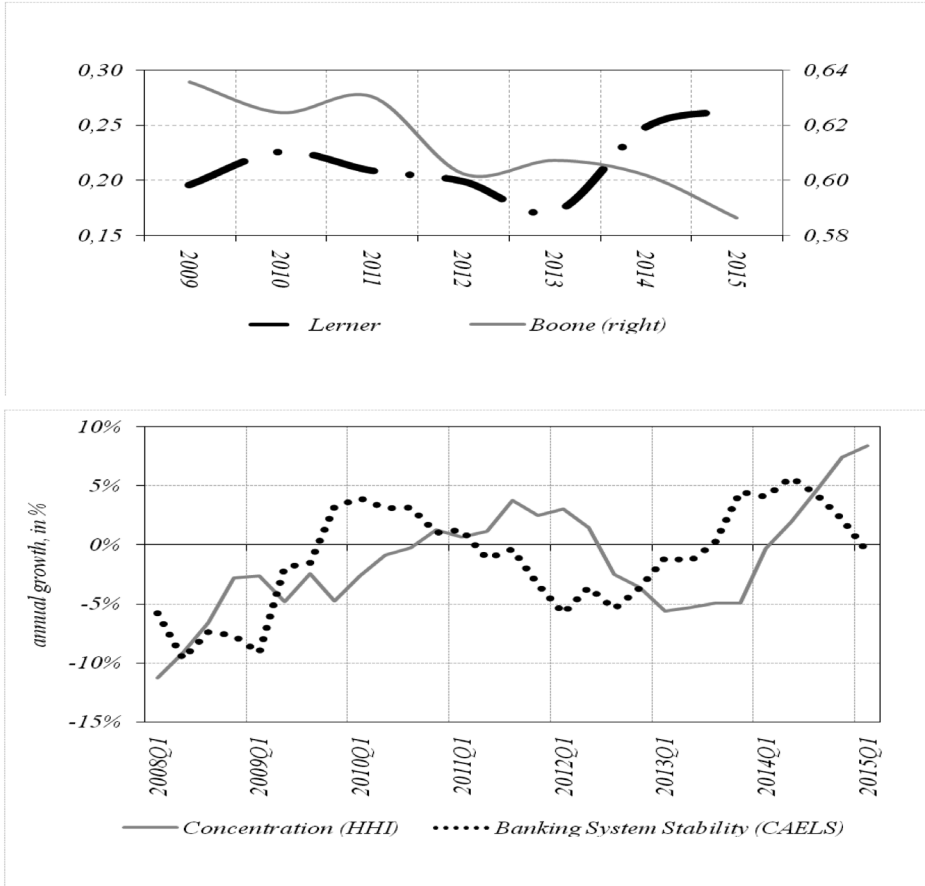 0,30 0,64
0,25 0,62
0,20 0,60
0,15 0,58
2009 2010 2011 2012 2013 2014 2015
Lerner Boone (right)
10%
5%
0%
-5%
-10%
-15%
annual growth, in %
2008Q1 2009Q1 2010Q1 2011Q1 2012Q1 2013Q1 2014Q1 2015Q1
Concentration (HHI) Banking System Stability (CAELS)